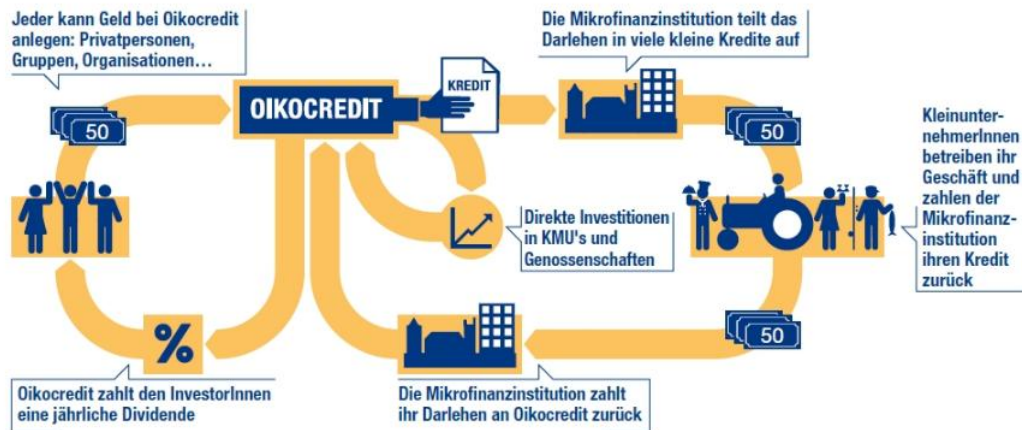 Jeder kann Geld bei Oikocredit
anlegen: Privatpersonen,
Gruppen, Organisationen...
50
OIKOCREDIT
KREDIT
Die Mikrofinanzinstitution teilt das
Darlehen in viele kleine Kredite auf
50
Kleinunter-
nehmerInnen
betreiben ihr
Geschäft und
zahlen der
Mikrofinanz-
institution
ihren Kredit
zurück
Direkte Investitionen
in KMU's und
Genossenschaften
50
%
Oikocredit zahlt den InvestorInnen
eine jährliche Dividende
Die Mikrofinanzinstitution zahlt
ihr Darlehen an Oikocredit zurück